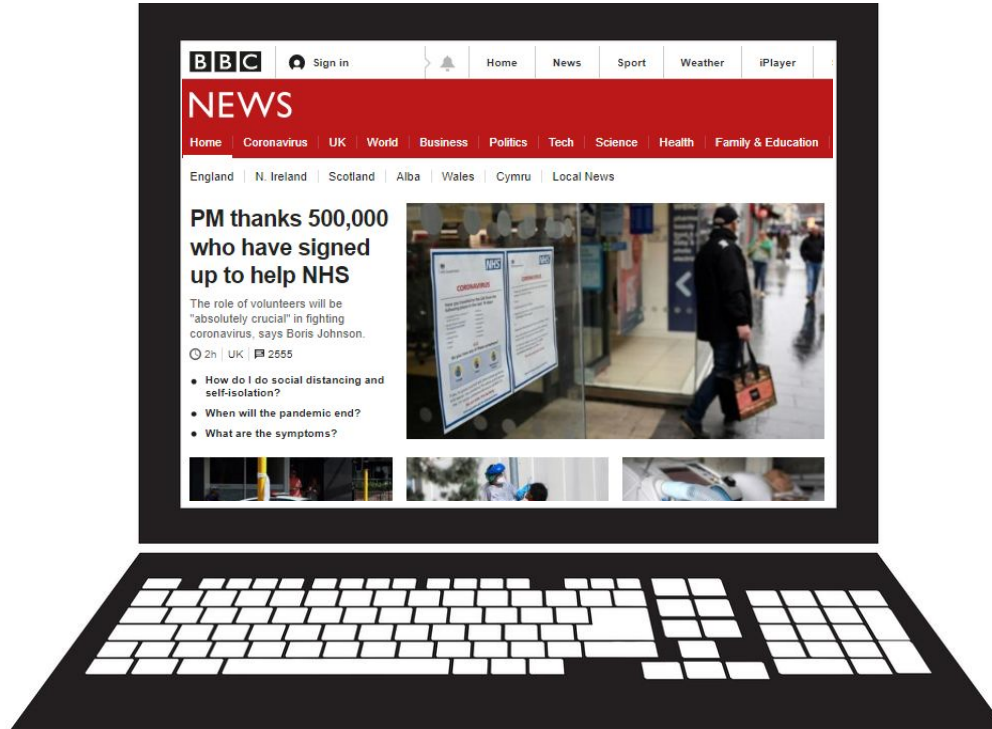 BBC Sign in Home News Sport Weather iPlayer
NEWS
Home Coronavirus UK World Business Politics Tech Science Health Family & Education
England N. Ireland Scotland Alba Wales Cymru Local News
PM thanks 500,000
who have signed
up to help NHS
The role of volunteers will be
"absolutely crucial" in fighting
coronavirus, says Boris Johnson.
2h UK 2555
How do I do social distancing and
self-isolation?
When will the pandemic end?
What are the symptoms?
NHS
CORONAVIRUS
NHS
CORONAVIRUS